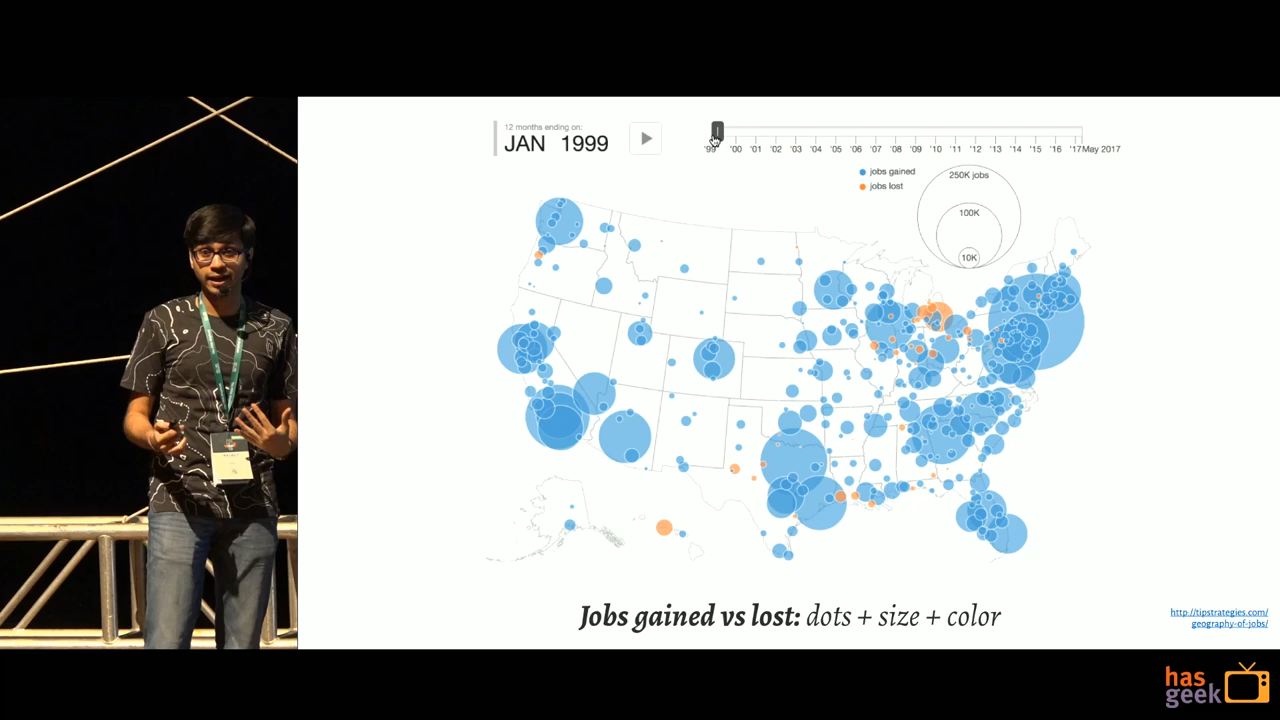 12 months ending on:
JAN 1999
'99 '00 '01 '02 '03 '04 '05 '06 '07 '08 '09 '10 '11 '12 '13 '14 '15 '16 '17 May 2017
jobs gained
jobs lost
250K jobs
100K
10K
Jobs gained vs lost: dots + size + color
http://tipstrategies.com/
geography-of-jobs/
has
geek